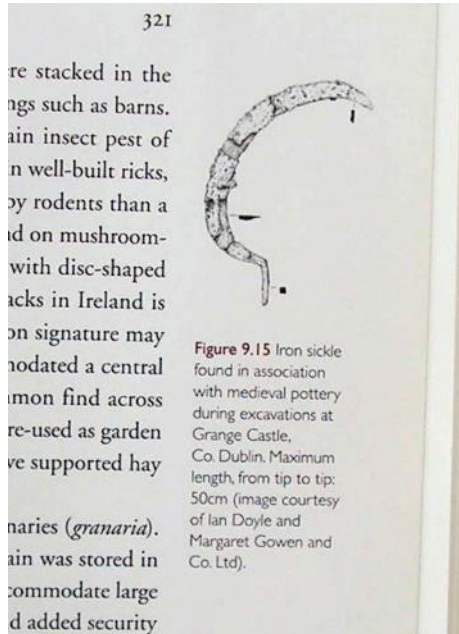 321
re stacked in the
ngs such as barns.
ain insect pest of
n well-built ricks,
by rodents than a
d on mushroom-
with disc-shaped
acks in Ireland is
on signature may
nodated a central
mmon find across
re-used as garden
ve supported hay
naries (granaria).
ain was stored in
commodate large
d added security
Figure 9.15 Iron sickle
found in association
with medieval pottery
during excavations at
Grange Castle,
Co. Dublin. Maximum
length, from tip to tip:
50cm (image courtesy
of Ian Doyle and
Margaret Gowen and
Co. Ltd).